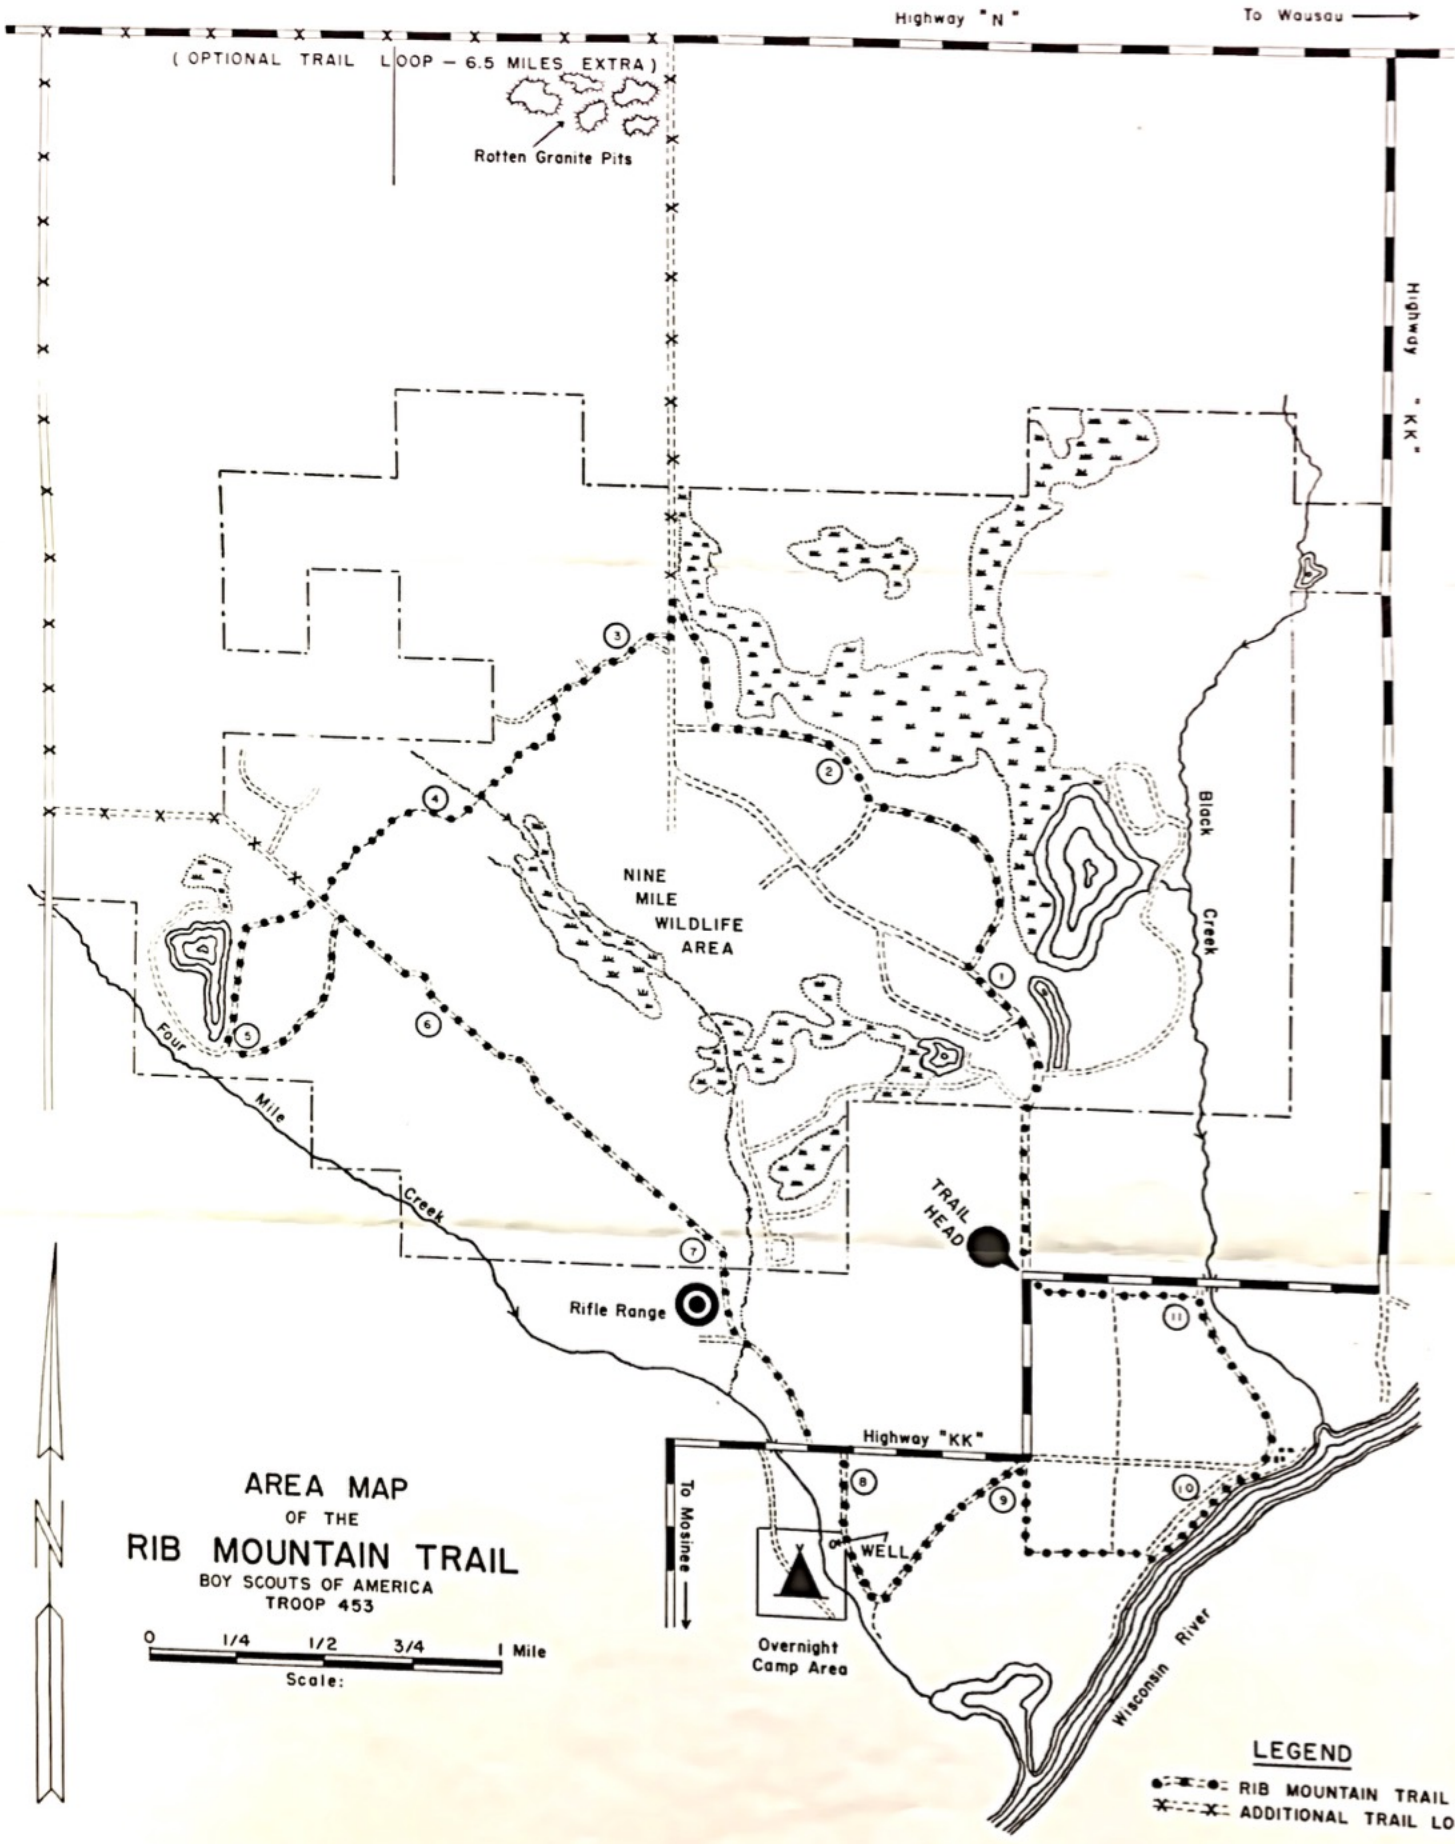 Highway "N"
To Wausau
( OPTIONAL TRAIL LOOP - 6.5 MILES EXTRA )
Rotten Granite Pits
Highway "KK"
3
2
4
Black Creek
NINE
MILE
WILDLIFE
AREA
1
5
6
Four Mile Creek
TRAIL
HEAD
7
Rifle Range
11
Highway "KK"
To Mosinee
8
9
10
WELL
Overnight
Camp Area
Wisconsin River
N
AREA MAP
OF THE
RIB MOUNTAIN TRAIL
BOY SCOUTS OF AMERICA
TROOP 453
0 1/4 1/2 3/4 1 Mile
Scale:
LEGEND
RIB MOUNTAIN TRAIL
ADDITIONAL TRAIL LO